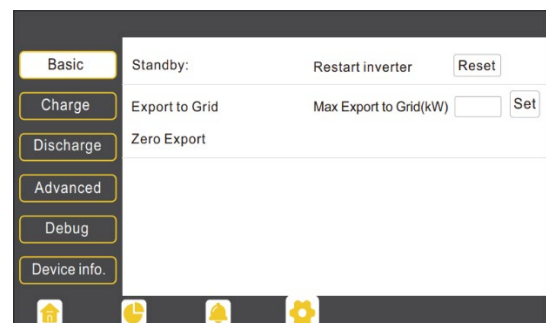 Basic
Charge
Discharge
Advanced
Debug
Device info.
Standby:
Restart inverter Reset
Export to Grid
Max Export to Grid(kW) Set
Zero Export